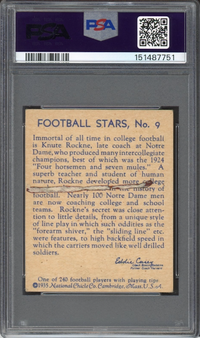 PSA
151487751
FOOTBALL STARS, No. 9
Immortal of all time in college football
is Knute Rockne, late coach at Notre
Dame, who produced many intercollegiate
champions, best of which was the 1924
"Four horsemen and seven mules." A
superb teacher and student of human
nature, Rockne developed more
history of
football. Nearly 100 Notre Dame men
are now coaching college and school
teams. Rockne's secret was close atten-
tion to little details, from a unique style
of line play in which such oddities as the
"forearm shiver," the "sliding line" etc.
were features, to high backfield speed in
which the carriers moved like well drilled
soldiers.
Eddie Casey
One of 240 football players with playing tips
©1935 National Chicle Co. Cambridge, Mass. U.S.A.